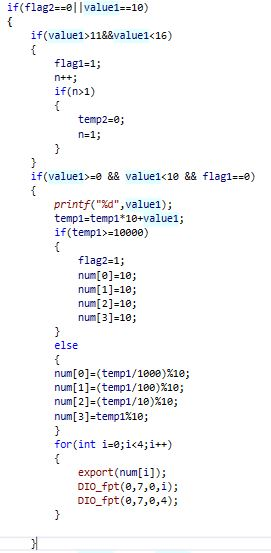 if(flag2==0||value1==10)
{
if(value1>11&&value1<16)
{
flag1=1;
n++;
if(n>1)
{
temp2=0;
n=1;
}
}
if(value1>=0 && value1<10 && flag1==0)
{
printf("%d",value1);
temp1=temp1*10+value1;
if(temp1>=10000)
{
flag2=1;
num[0]=10;
num[1]=10;
num[2]=10;
num[3]=10;
}
else
{
num[0]=(temp1/1000)%10;
num[1]=(temp1/100)%10;
num[2]=(temp1/10)%10;
num[3]=temp1%10;
}
for(int i=0;i<4;i++)
{
export(num[i]);
DIO_fpt(0,7,0,i);
DIO_fpt(0,7,0,4);
}
}